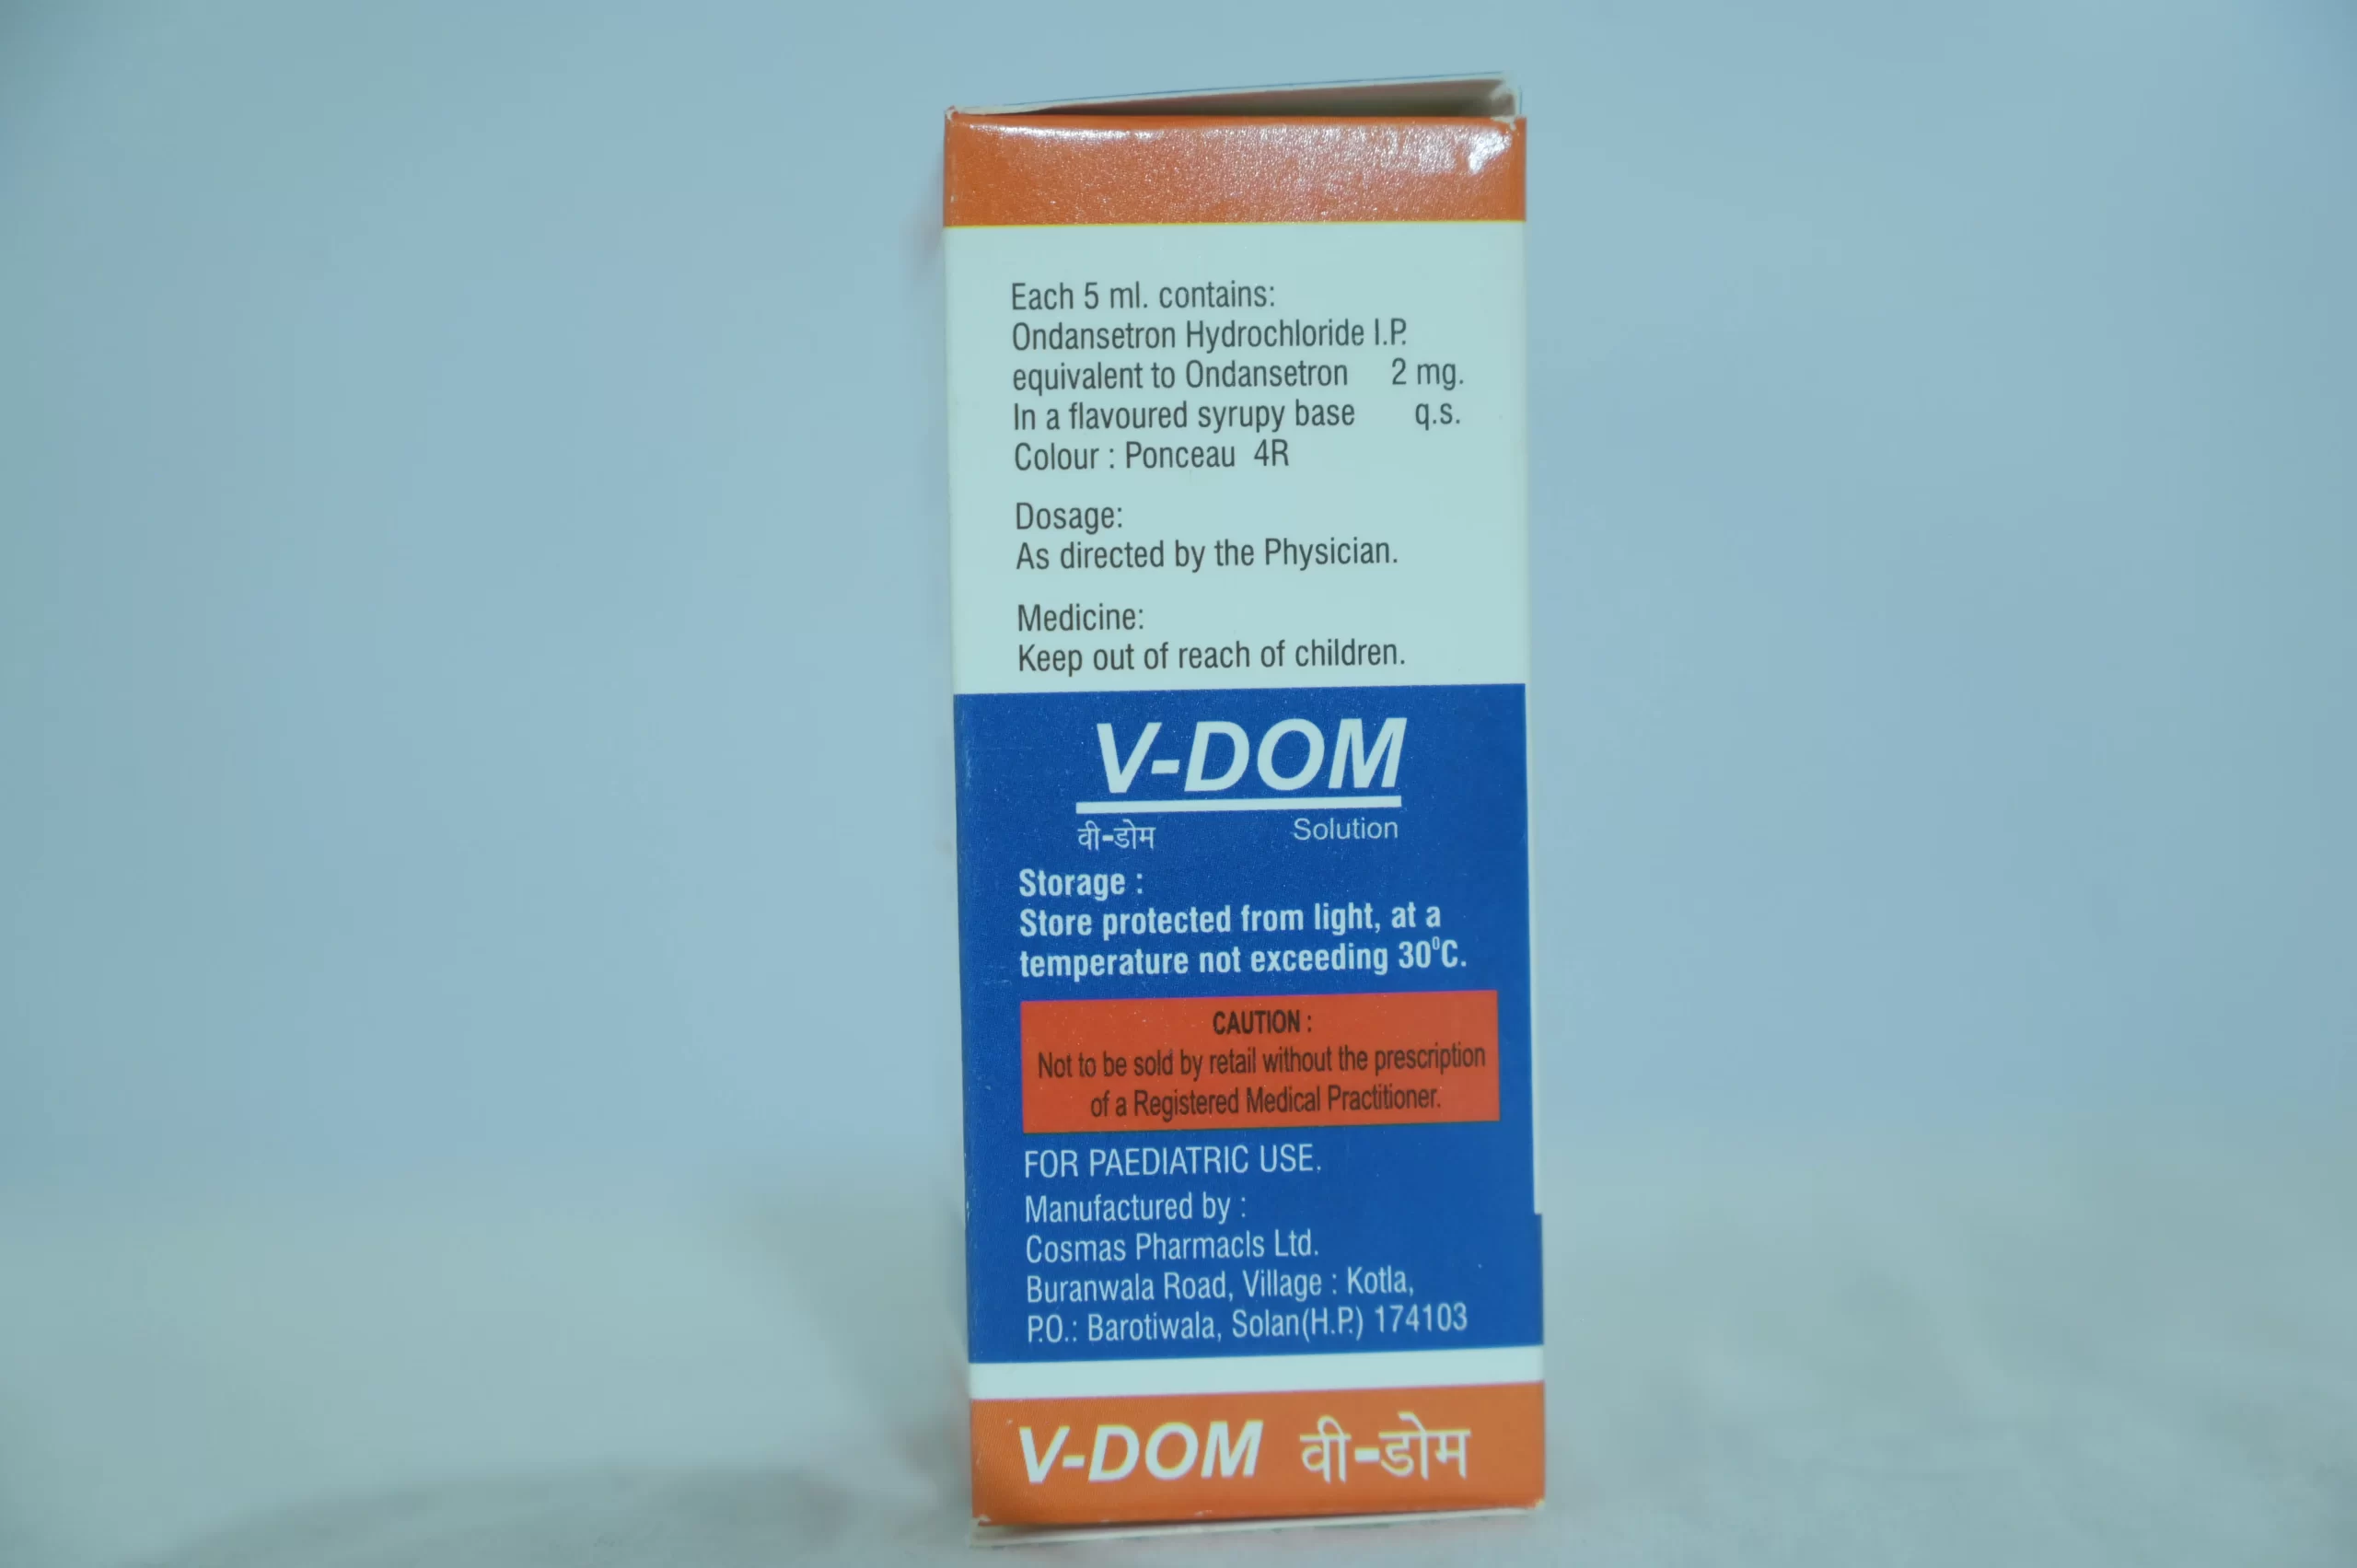 Each 5 ml. contains:
Ondansetron Hydrochloride I.P.
equivalent to Ondansetron 2 mg.
In a flavoured syrupy base q.s.
Colour : Ponceau 4R
Dosage:
As directed by the Physician.
Medicine:
Keep out of reach of children.
V-DOM
वी-डोम Solution
Storage :
Store protected from light, at a
temperature not exceeding 30⁰C.
CAUTION :
Not to be sold by retail without the prescription
of a Registered Medical Practitioner.
FOR PAEDIATRIC USE.
Manufactured by :
Cosmas Pharmacls Ltd.
Buranwala Road, Village : Kotla,
P.O.: Barotiwala, Solan(H.P.) 174103
V-DOM वी-डोम